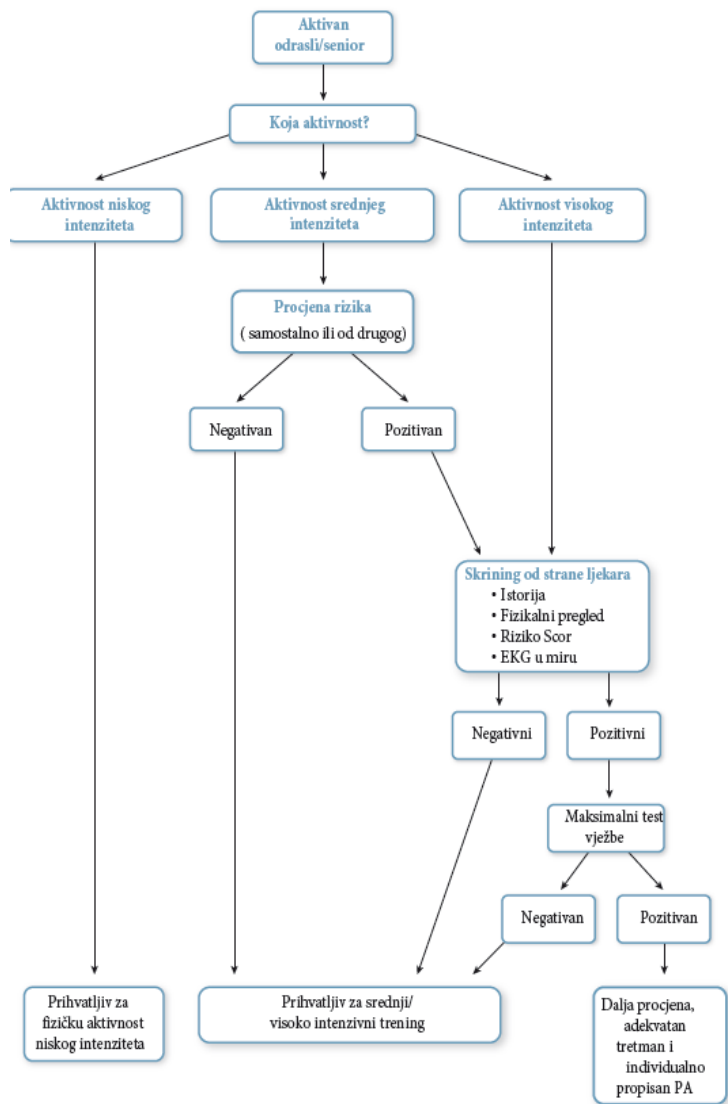 Aktivan
odrasli/senior
Koja aktivnost?
Aktivnost niskog
intenziteta
Aktivnost srednjeg
intenziteta
Aktivnost visokog
intenziteta
Procjena rizika
( samostalno ili od drugog)
Negativan
Pozitivan
Skrining od strane ljekara
• Istorija
• Fizikalni pregled
• Riziko Scor
• EKG u miru
Negativni
Pozitivni
Maksimalni test
vježbe
Negativan
Pozitivan
Prihvatljiv za
fizičku aktivnost
niskog intenziteta
Prihvatljiv za srednji/
visoko intenzivni trening
Dalja procjena,
adekvatan
tretman i
individualno
propisan PA